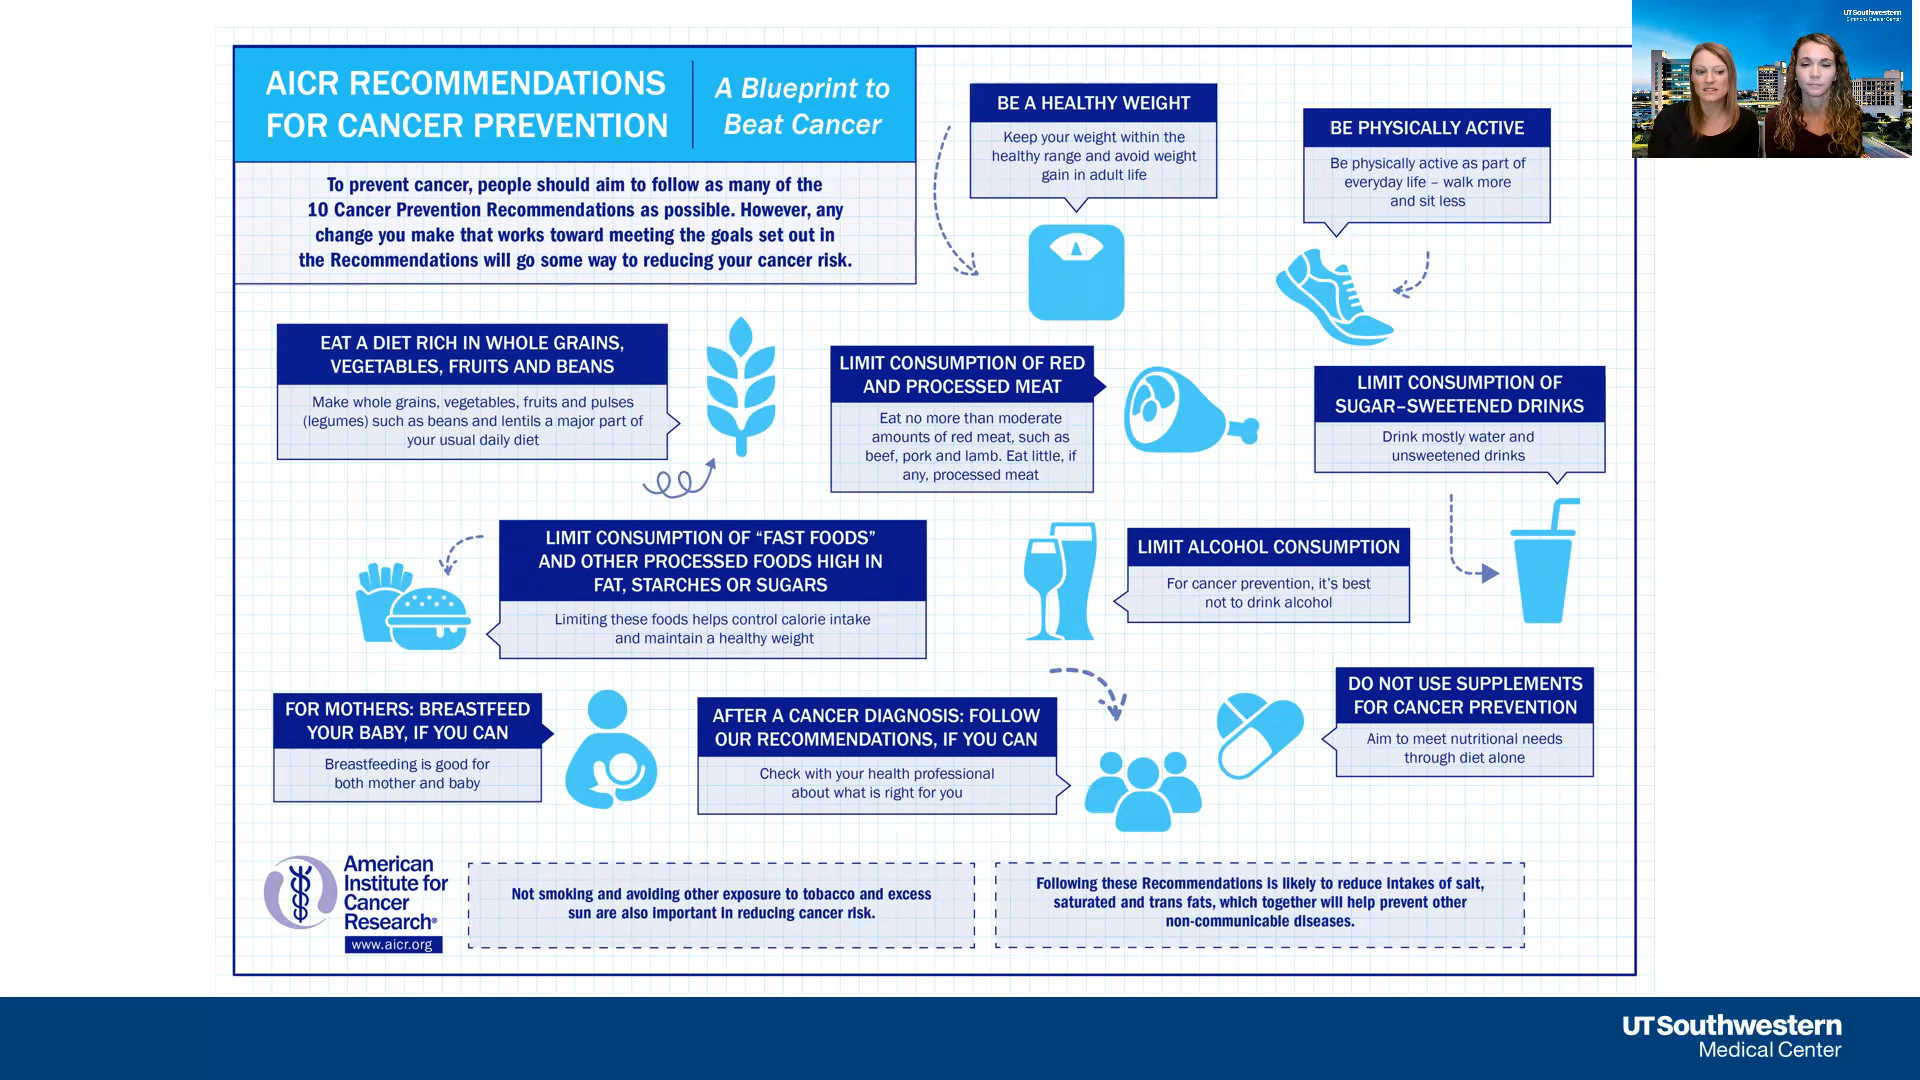 AICR RECOMMENDATIONS
FOR CANCER PREVENTION
A Blueprint to
Beat Cancer
To prevent cancer, people should aim to follow as many of the
10 Cancer Prevention Recommendations as possible. However, any
change you make that works toward meeting the goals set out in
the Recommendations will go some way to reducing your cancer risk.
BE A HEALTHY WEIGHT
Keep your weight within the
healthy range and avoid weight
gain in adult life
BE PHYSICALLY ACTIVE
Be physically active as part of
everyday life – walk more
and sit less
UTSouthwestern
Simmons Cancer Center
EAT A DIET RICH IN WHOLE GRAINS,
VEGETABLES, FRUITS AND BEANS
Make whole grains, vegetables, fruits and pulses
(legumes) such as beans and lentils a major part of
your usual daily diet
LIMIT CONSUMPTION OF RED
AND PROCESSED MEAT
Eat no more than moderate
amounts of red meat, such as
beef, pork and lamb. Eat little, if
any, processed meat
LIMIT CONSUMPTION OF
SUGAR–SWEETENED DRINKS
Drink mostly water and
unsweetened drinks
LIMIT CONSUMPTION OF “FAST FOODS”
AND OTHER PROCESSED FOODS HIGH IN
FAT, STARCHES OR SUGARS
Limiting these foods helps control calorie intake
and maintain a healthy weight
LIMIT ALCOHOL CONSUMPTION
For cancer prevention, it’s best
not to drink alcohol
FOR MOTHERS: BREASTFEED
YOUR BABY, IF YOU CAN
Breastfeeding is good for
both mother and baby
AFTER A CANCER DIAGNOSIS: FOLLOW
OUR RECOMMENDATIONS, IF YOU CAN
Check with your health professional
about what is right for you
DO NOT USE SUPPLEMENTS
FOR CANCER PREVENTION
Aim to meet nutritional needs
through diet alone
American
Institute for
Cancer
Research®
www.aicr.org
Not smoking and avoiding other exposure to tobacco and excess
sun are also important in reducing cancer risk.
Following these Recommendations is likely to reduce intakes of salt,
saturated and trans fats, which together will help prevent other
non-communicable diseases.
UTSouthwestern
Medical Center